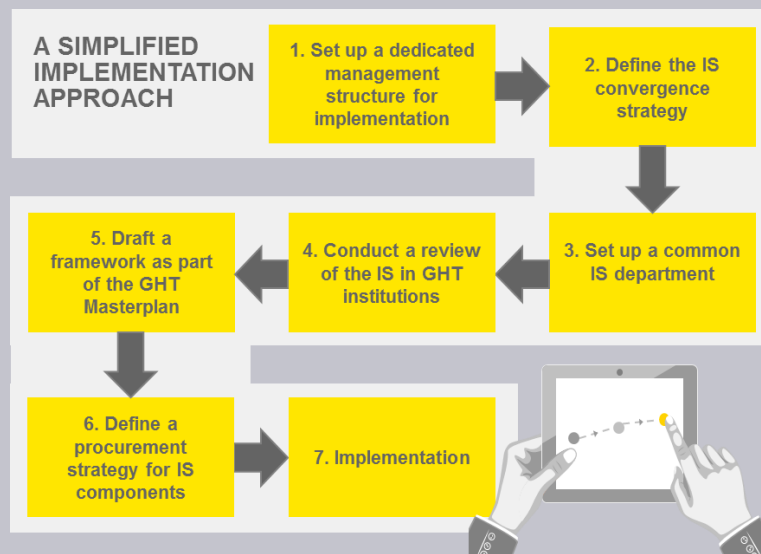 A SIMPLIFIED
IMPLEMENTATION
APPROACH
1. Set up a dedicated
management
structure for
implementation
2. Define the IS
convergence
strategy
3. Set up a common
IS department
4. Conduct a review
of the IS in GHT
institutions
5. Draft a
framework as part
of the GHT
Masterplan
6. Define a
procurement
strategy for IS
components
7. Implementation